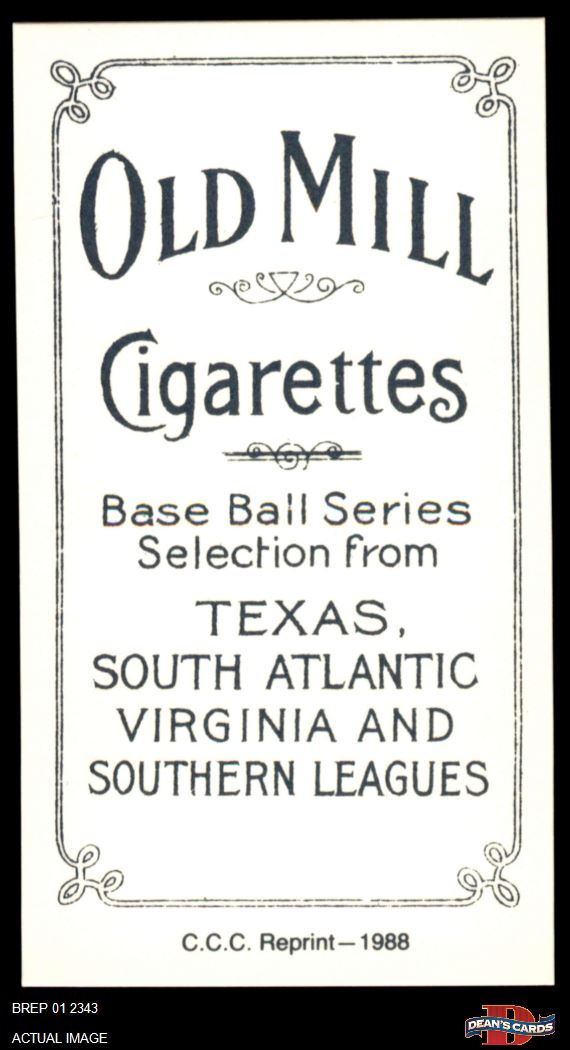 OLD MILL
Cigarettes
Base Ball Series
Selection from
TEXAS,
SOUTH ATLANTIC
VIRGINIA AND
SOUTHERN LEAGUES
C.C.C. Reprint—1988
BREP 01 2343
ACTUAL IMAGE
D
DEAN'S CARDS